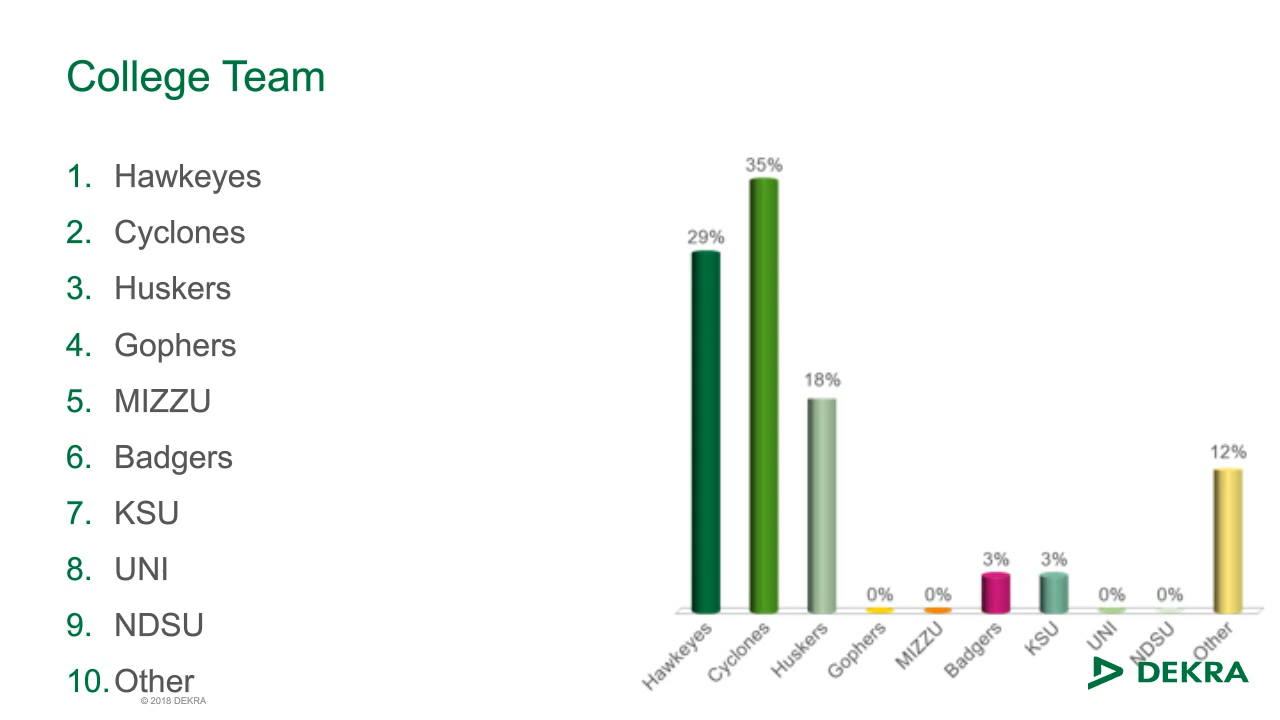 College Team
1. Hawkeyes
2. Cyclones
3. Huskers
4. Gophers
5. MIZZU
6. Badgers
7. KSU
8. UNI
9. NDSU
10. Other
© 2018 DEKRA
29%
35%
18%
0%
0%
3%
3%
0%
0%
12%
Hawkeyes
Cyclones
Huskers
Gophers
MIZZU
Badgers
KSU
UNI
NDSU
Other
DEKRA